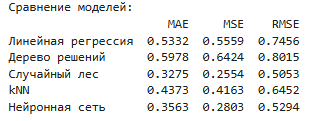 Сравнение моделей:
MAE MSE RMSE
Линейная регрессия 0.5332 0.5559 0.7456
Дерево решений 0.5978 0.6424 0.8015
Случайный лес 0.3275 0.2554 0.5053
kNN 0.4373 0.4163 0.6452
Нейронная сеть 0.3563 0.2803 0.5294